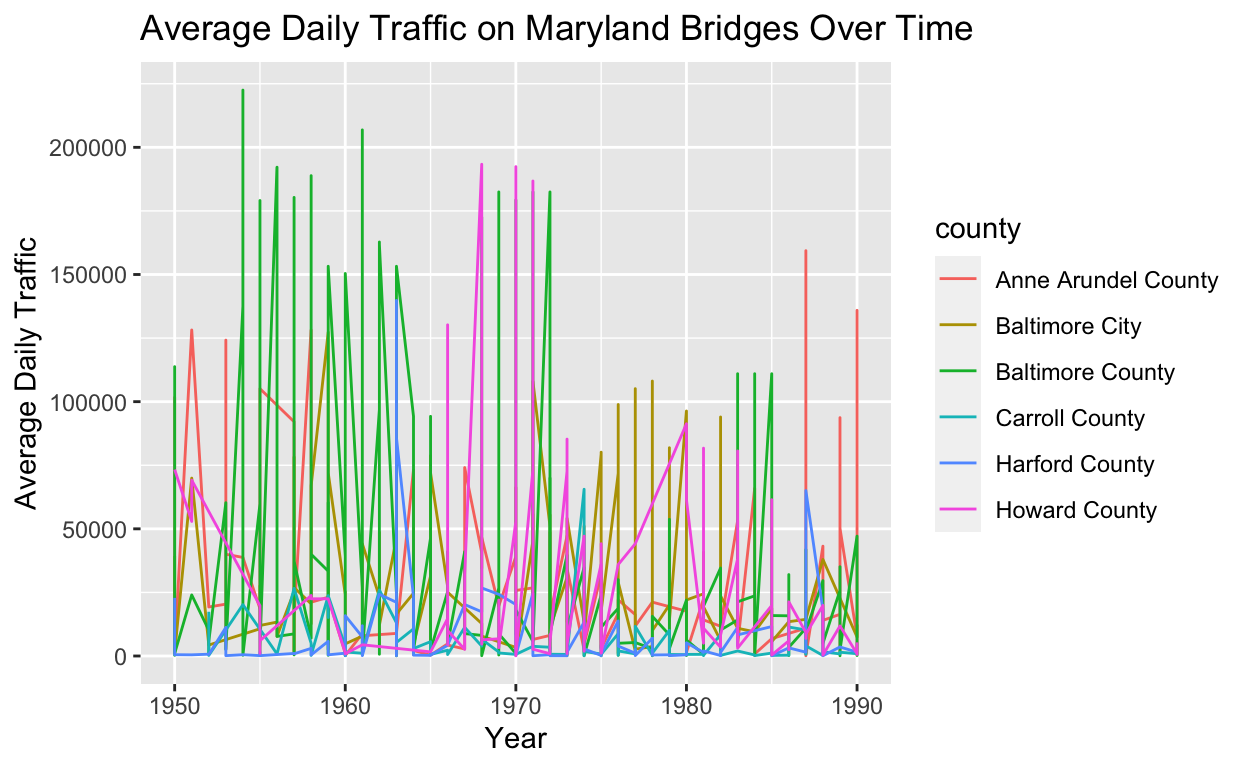 Average Daily Traffic on Maryland Bridges Over Time
Average Daily Traffic
200000
150000
100000
50000
0
1950
1960
1970
1980
1990
Year
county
Anne Arundel County
Baltimore City
Baltimore County
Carroll County
Harford County
Howard County